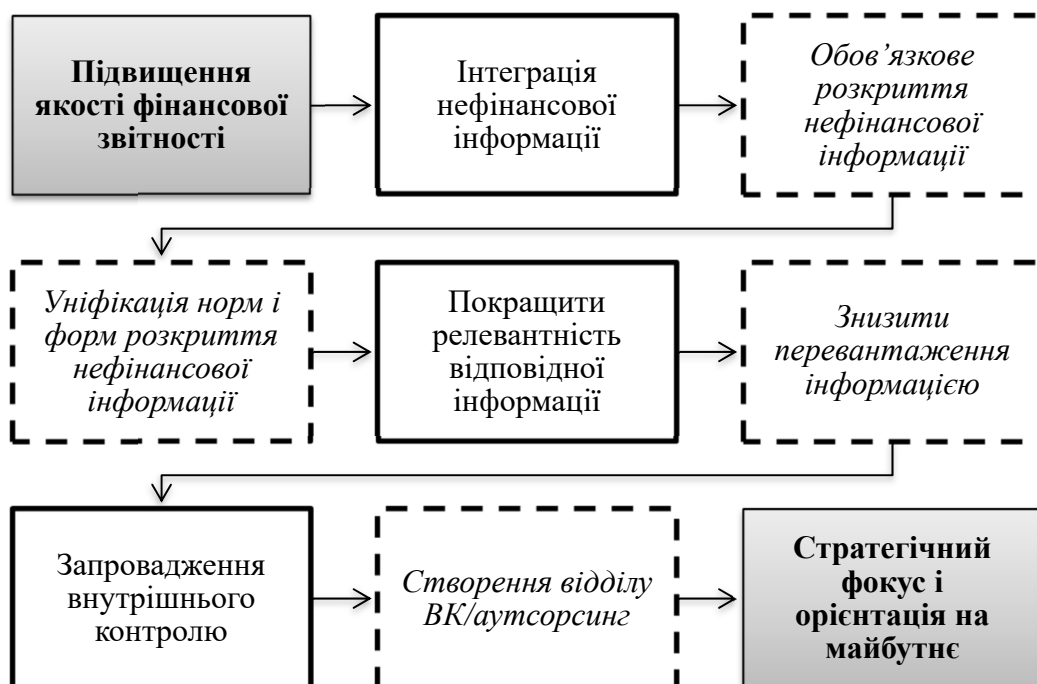 Підвищення
якості фінансової
звітності
Інтеграція
нефінансової
інформації
Обов’язкове
розкриття
нефінансової
інформації
Уніфікація норм і
форм розкриття
нефінансової
інформації
Покращити
релевантність
відповідної
інформації
Знизити
перевантаження
інформацією
Запровадження
внутрішнього
контролю
Створення відділу
ВК/аутсорсинг
Стратегічний
фокус і
орієнтація на
майбутнє